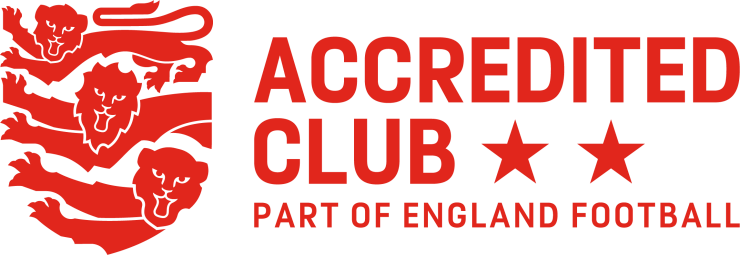 ACCREDITED
CLUB ★ ★
PART OF ENGLAND FOOTBALL